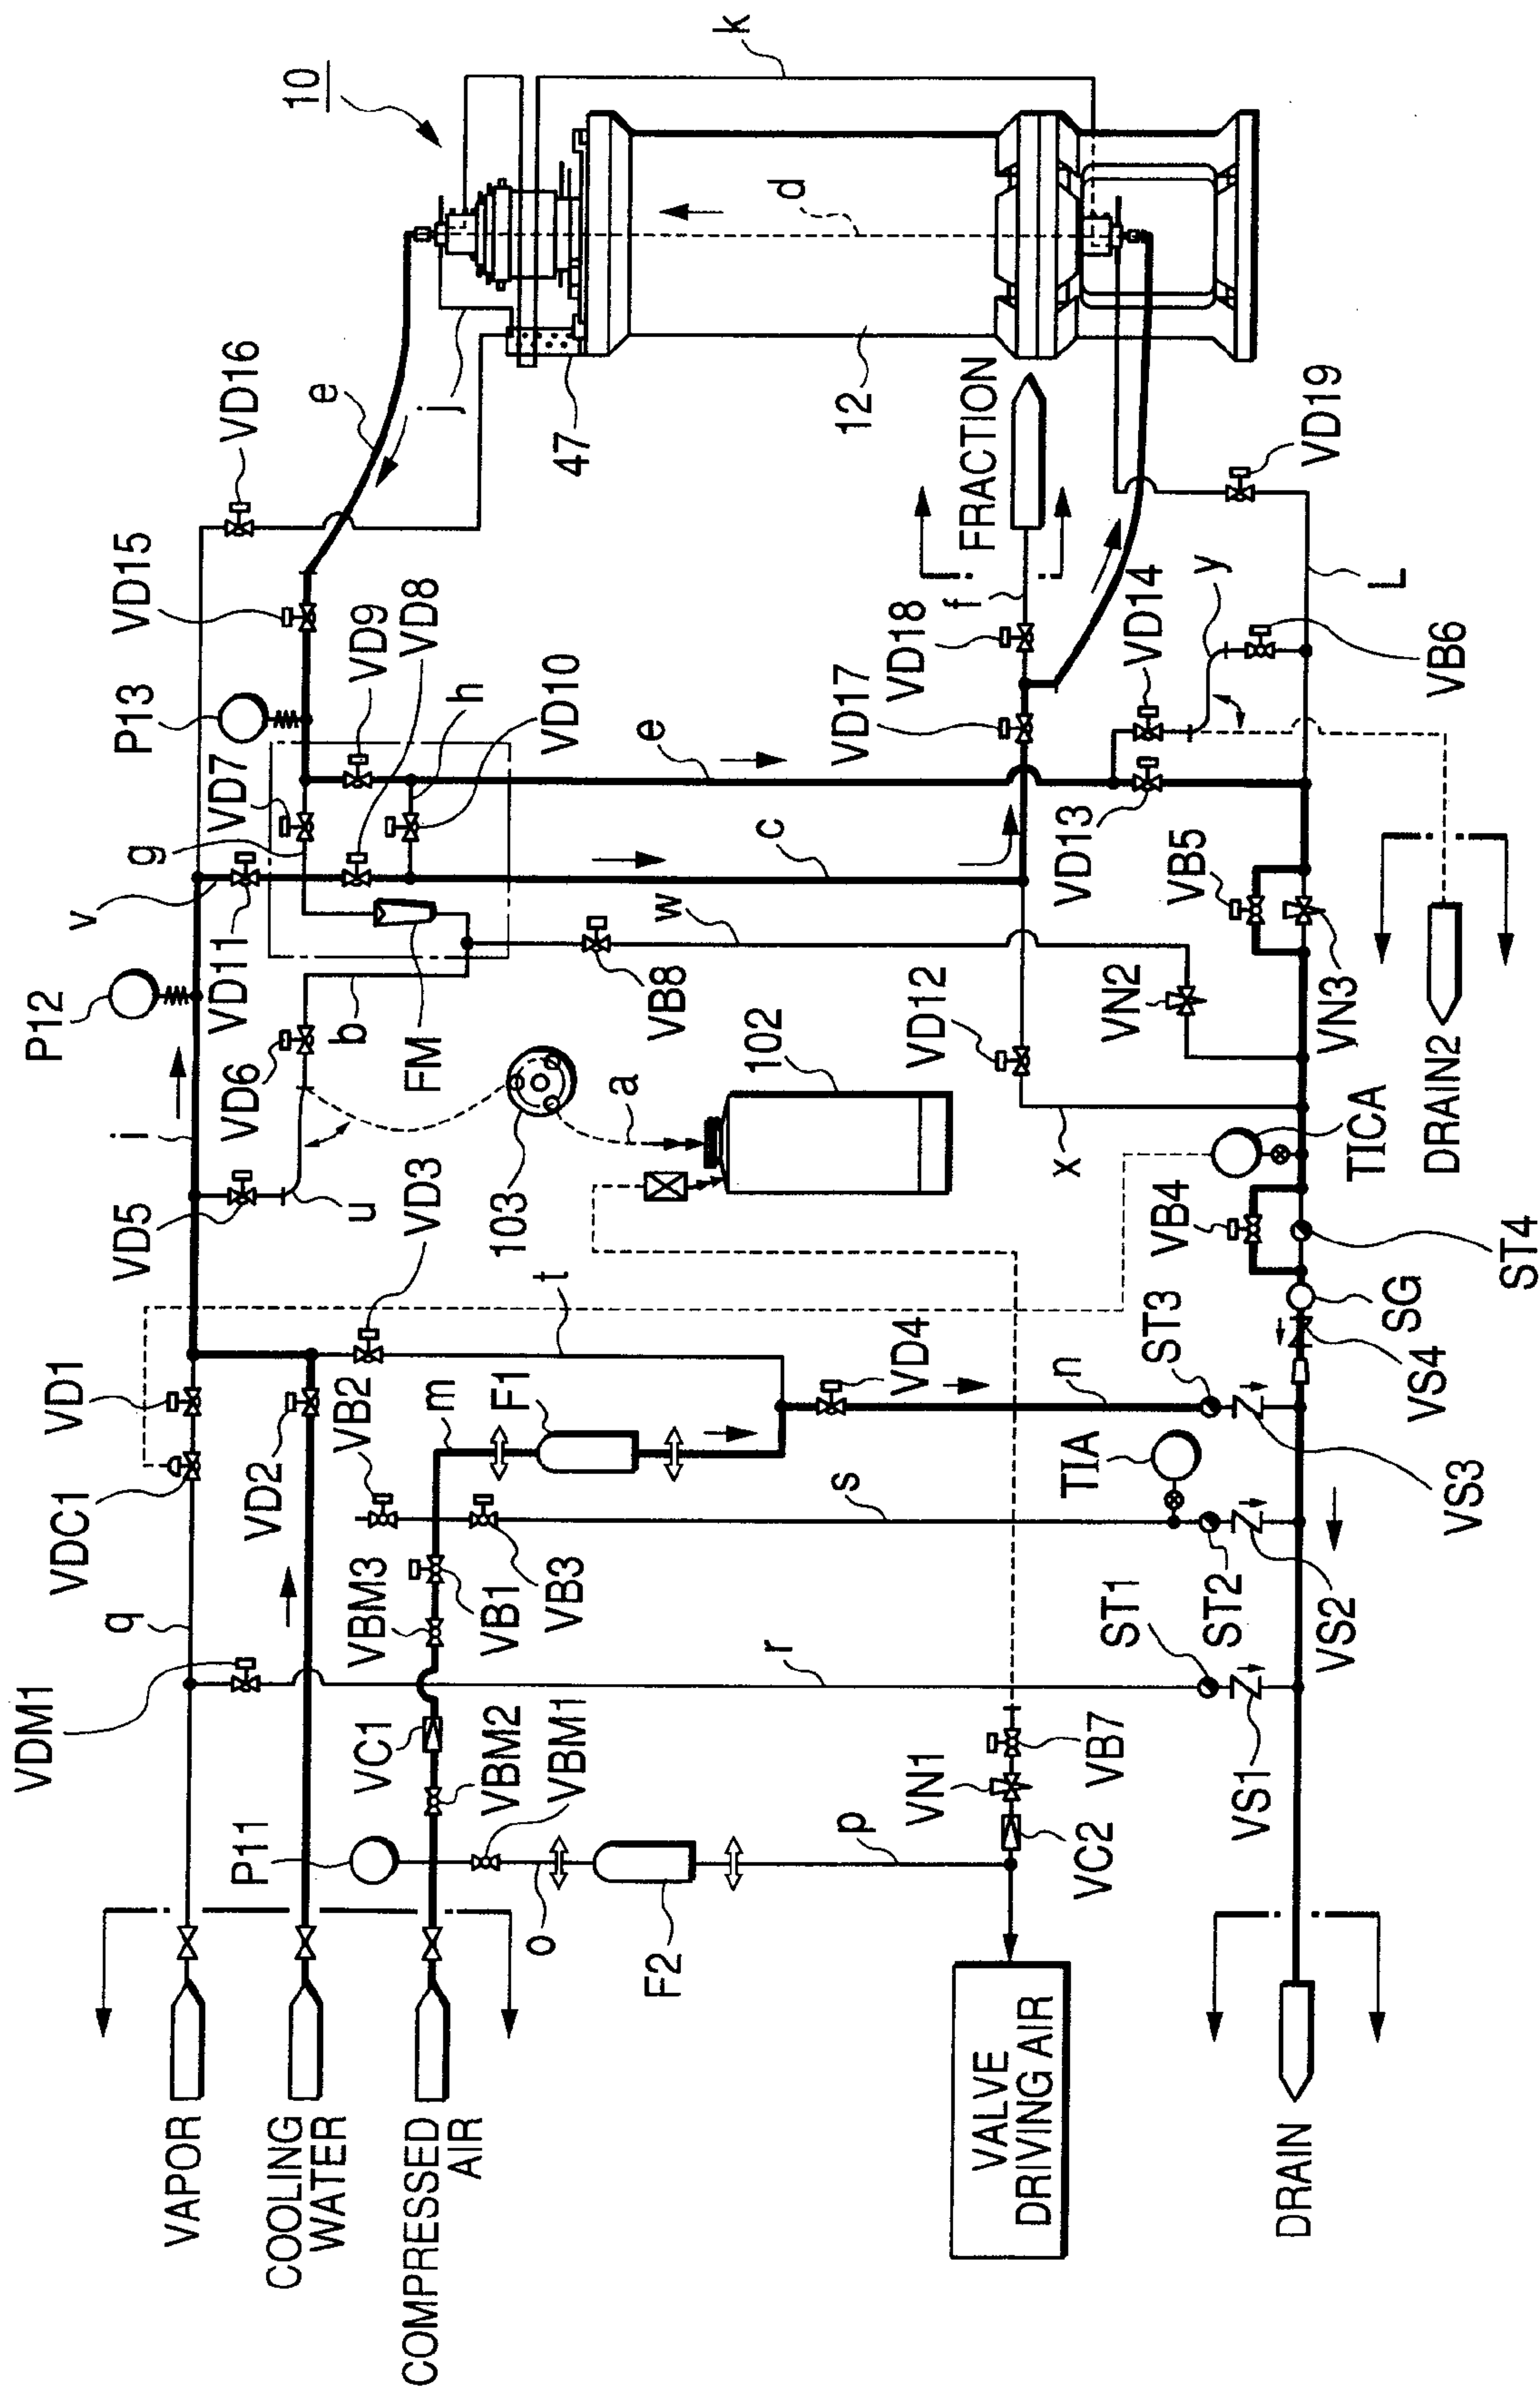 10
k
VD16
e
j
47
d
12
FRACTION
VD19
VD15
P13
VD7
g
VD9
VD8
h
VD10
e
c
VD17
VD18
f
VD14
y
VB6
L
VD13
VB5
VN3
DRAIN2
v
VD11
P12
i
VD6
b
FM
VB8
w
VN2
VD12
102
a
103
u
VD5
VD3
t
x
TICA
VB4
ST4
SG
VS4
ST3
VD4
n
VS3
TIA
s
ST2
VS2
ST1
VS1
r
VD1
VDC1
VD2
q
VDM1
m
F1
VB2
VBM3
VB1
VB3
VC1
VBM2
VBM1
P11
o
F2
p
VN1
VB7
VC2
VAPOR
COOLING
WATER
COMPRESSED
AIR
VALVE
DRIVING AIR
DRAIN